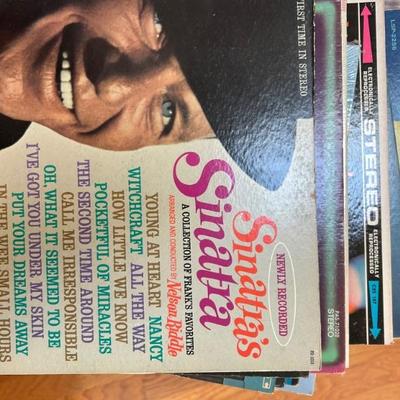 FIRST TIME IN STEREO
NEWLY RECORDED
Sinatra's
Sinatra
A COLLECTION OF FRANK'S FAVORITES
ARRANGED AND CONDUCTED BY Nelson Riddle
YOUNG AT HEART NANCY
WITCHCRAFT ALL THE WAY
HOW LITTLE WE KNOW
POCKETFUL OF MIRACLES
THE SECOND TIME AROUND
CALL ME IRRESPONSIBLE
OH, WHAT IT SEEMED TO BE
I'VE GOT YOU UNDER MY SKIN
PUT YOUR DREAMS AWAY
IN THE WEE SMALL HOURS
STEREO
ELECTRONICALLY
REPROCESSED
STEREO
ELECTRONICALLY
REPROCESSED